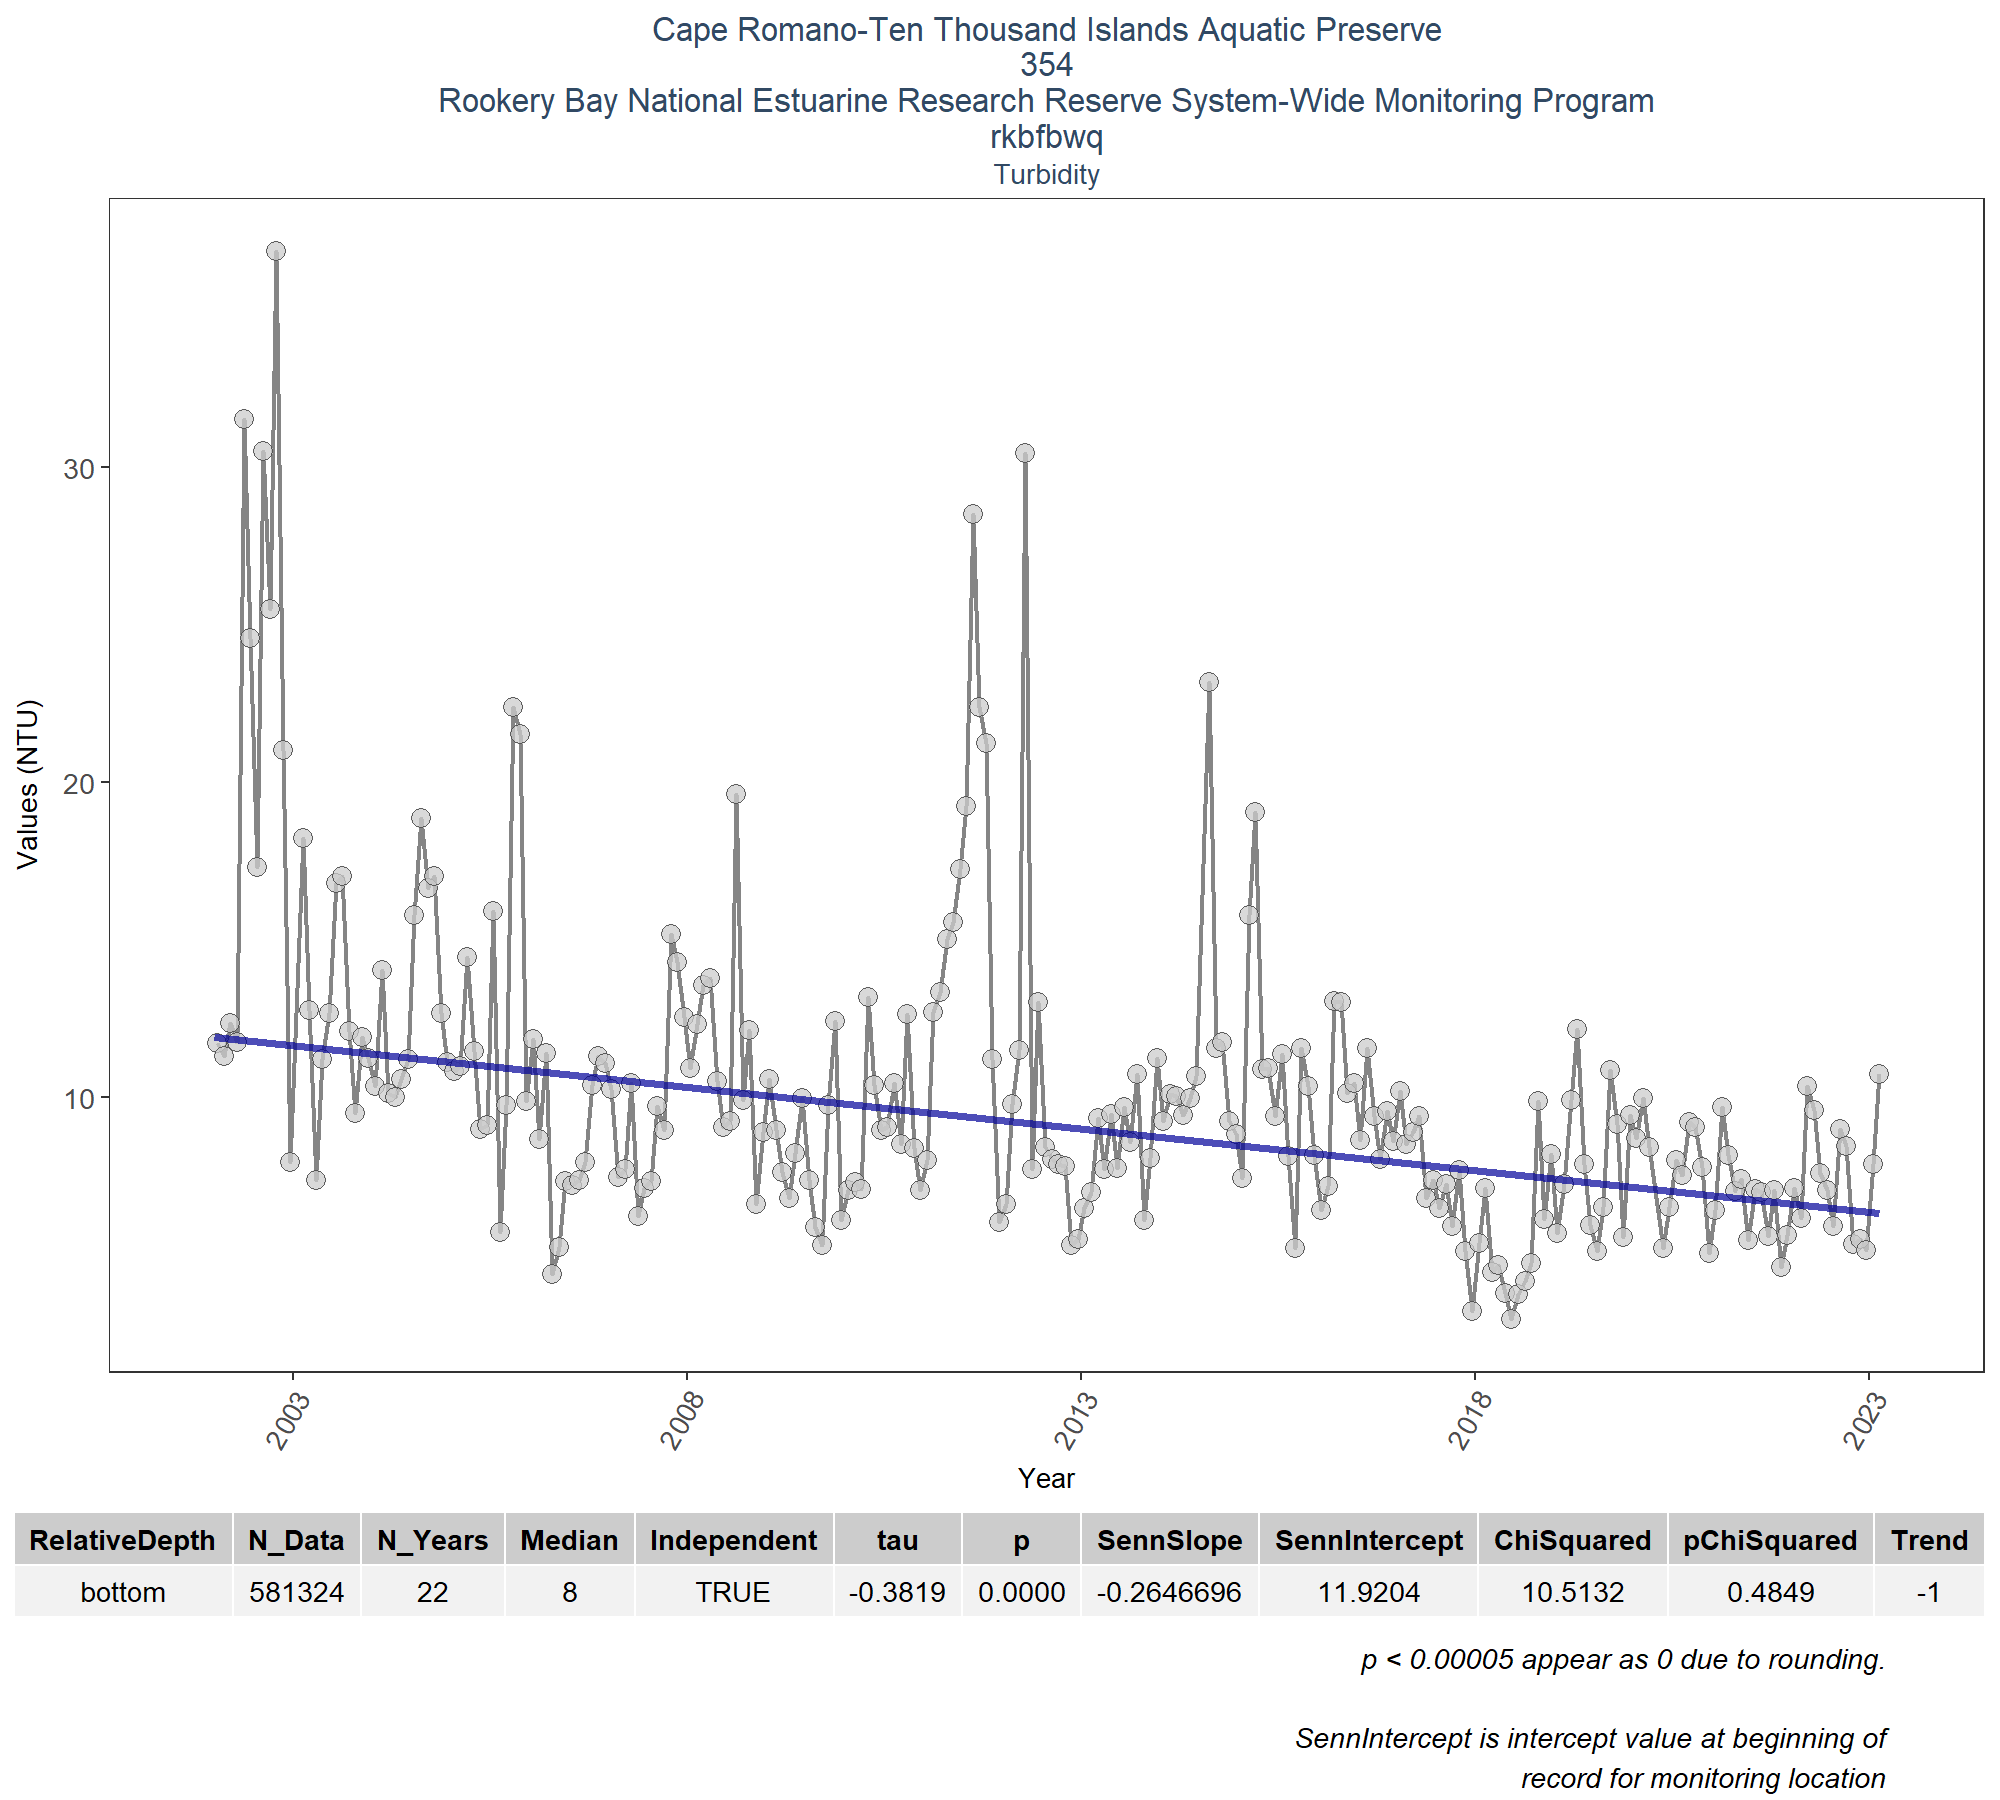 Cape Romano-Ten Thousand Islands Aquatic Preserve
354
Rookery Bay National Estuarine Research Reserve System-Wide Monitoring Program
rkbfbwq
Turbidity
Values (NTU)
30
20
10
2003 2008 2013 2018 2023
Year
RelativeDepth N_Data N_Years Median Independent tau p SennSlope SennIntercept ChiSquared pChiSquared Trend
bottom 581324 22 8 TRUE -0.3819 0.0000 -0.2646696 11.9204 10.5132 0.4849 -1
p < 0.00005 appear as 0 due to rounding.
SennIntercept is intercept value at beginning of
record for monitoring location